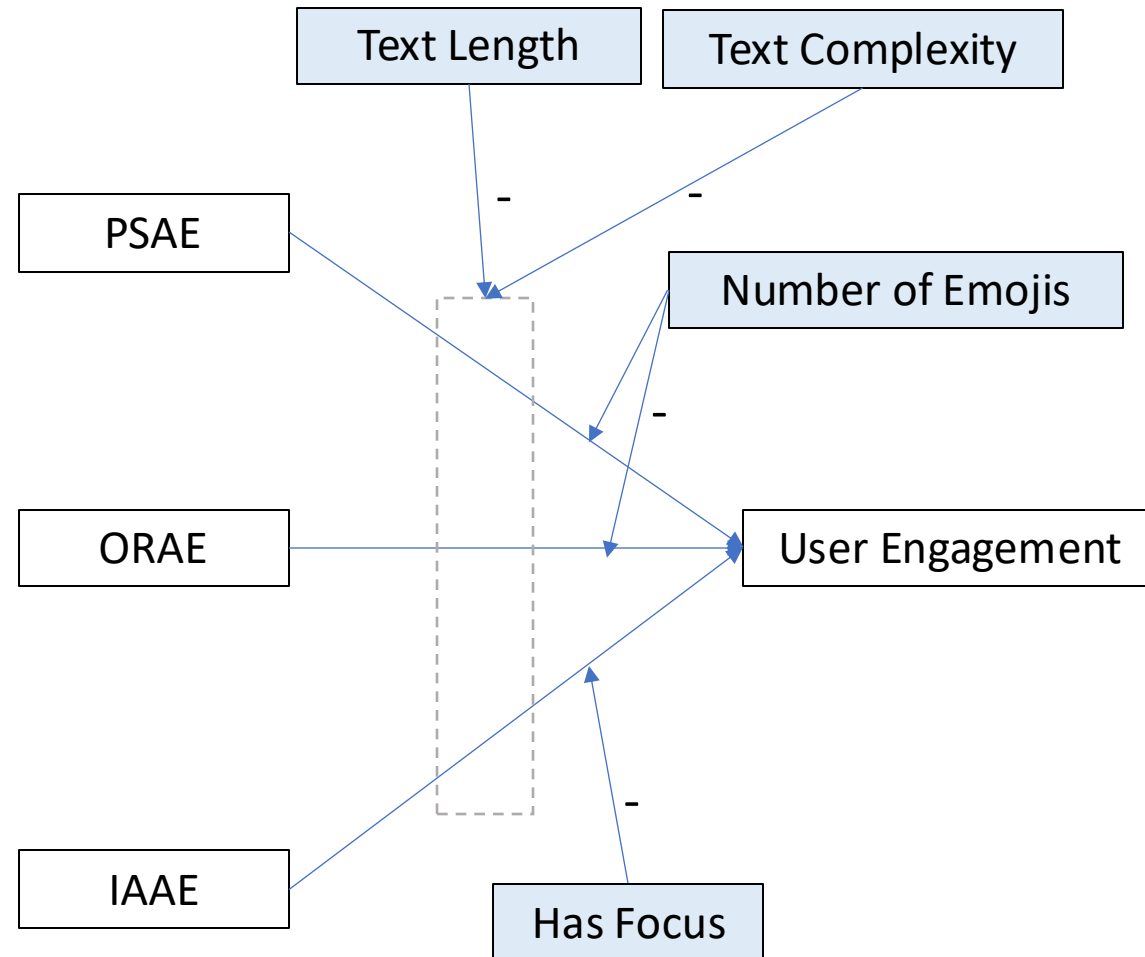 Text Length
Text Complexity
-
-
PSAE
Number of Emojis
-
ORAE
User Engagement
-
IAAE
Has Focus